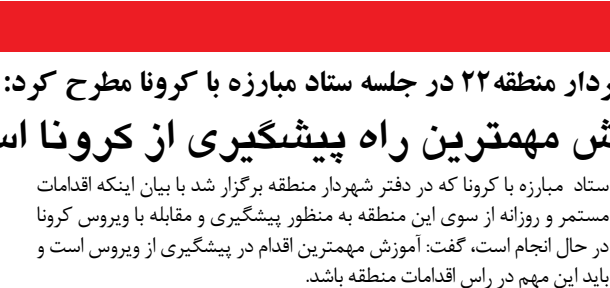 ردار منطقه۲۲ در جلسه ستاد مبارزه با کرونا مطرح کرد:
ش مهمترین راه پیشگیری از کرونا اس
ستاد مبارزه با کرونا که در دفتر شهردار منطقه برگزار شد با بیان اینکه اقدامات
مستمر و روزانه از سوی این منطقه به منظور پیشگیری و مقابله با ویروس کرونا
در حال انجام است، گفت: آموزش مهمترین اقدام در پیشگیری از ویروس است و
باید این مهم در راس اقدامات منطقه باشد.